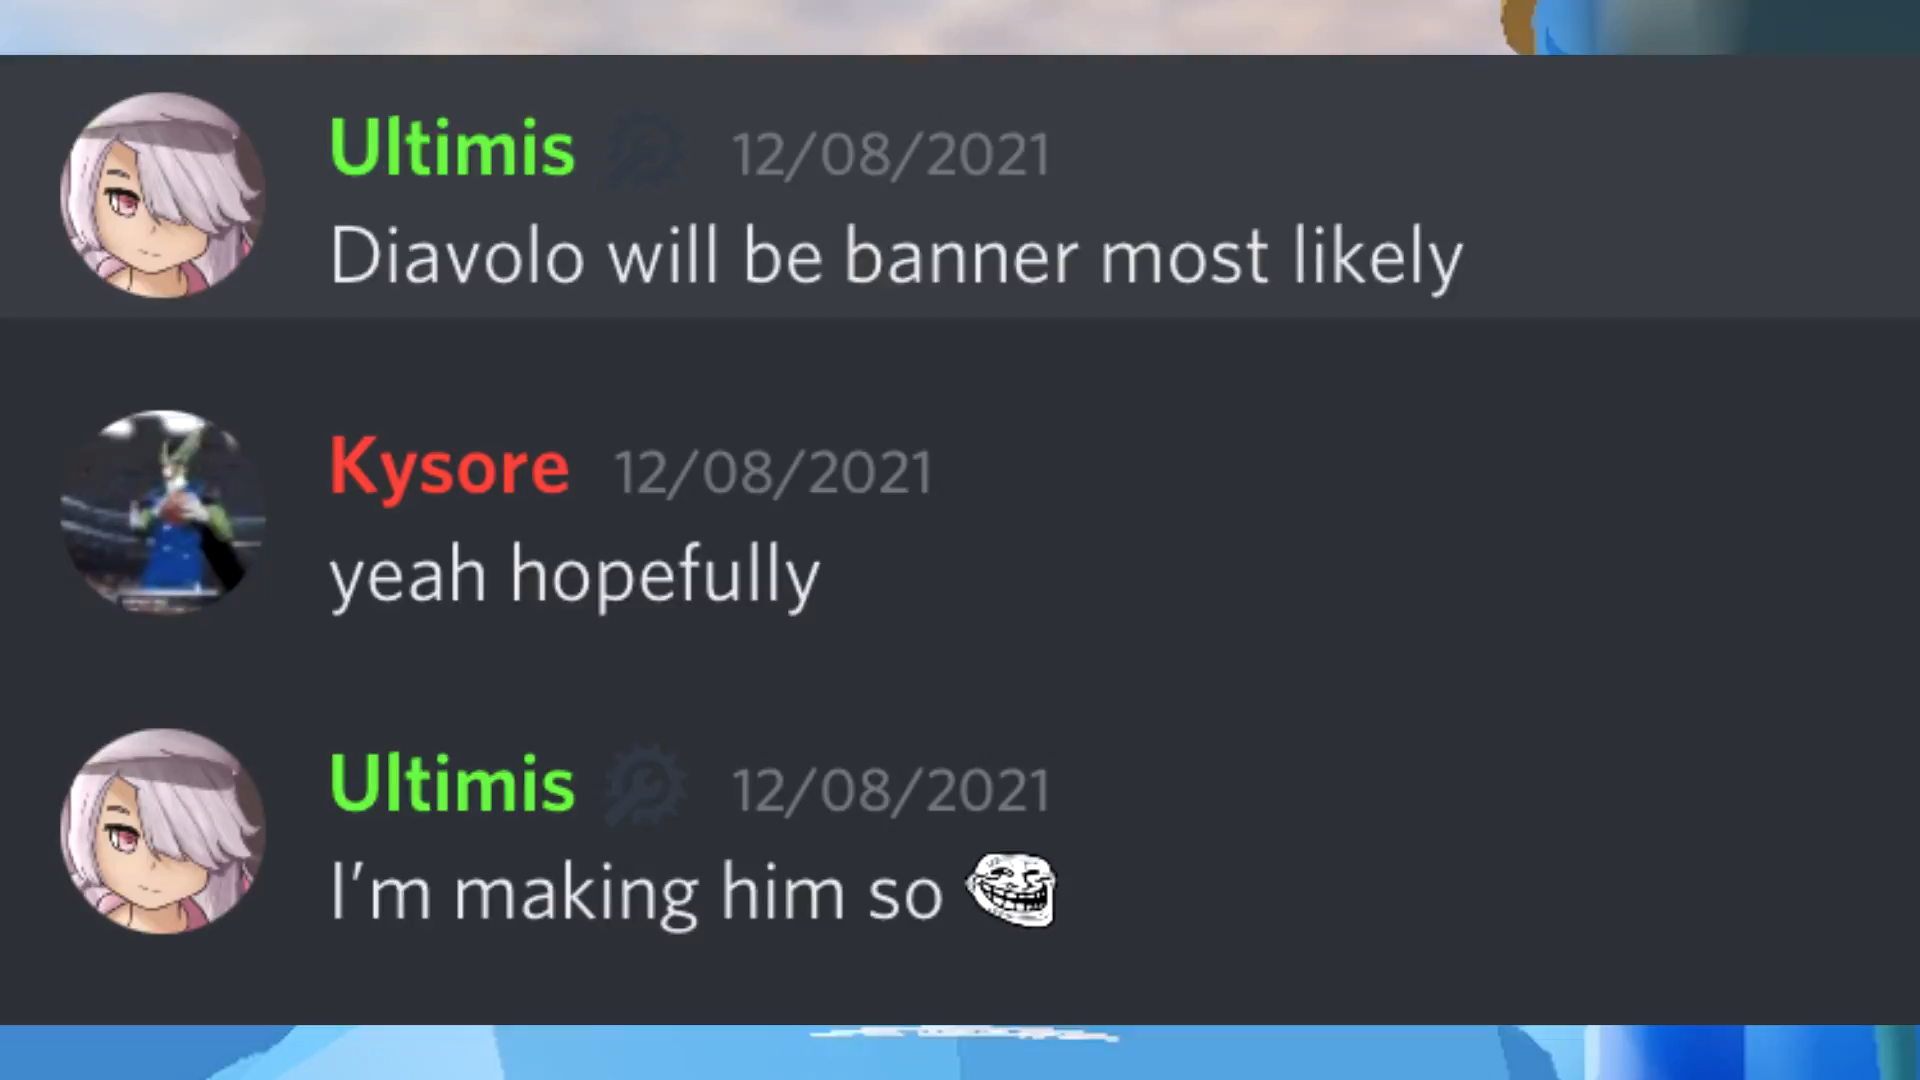 Ultimis 12/08/2021
Diavolo will be banner most likely
Kysore 12/08/2021
yeah hopefully
Ultimis 12/08/2021
I'm making him so